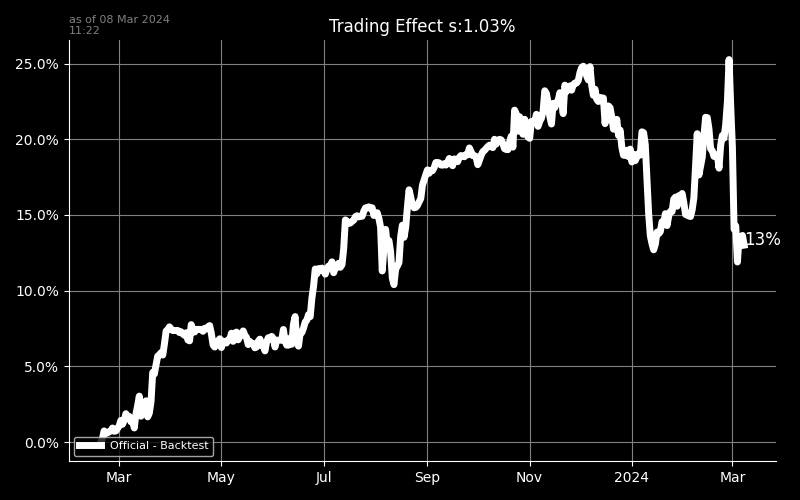 as of 08 Mar 2024
11:22
Trading Effect s:1.03%
25.0%
20.0%
15.0%
13%
10.0%
5.0%
0.0%
Official - Backtest
Mar May Jul Sep Nov 2024 Mar